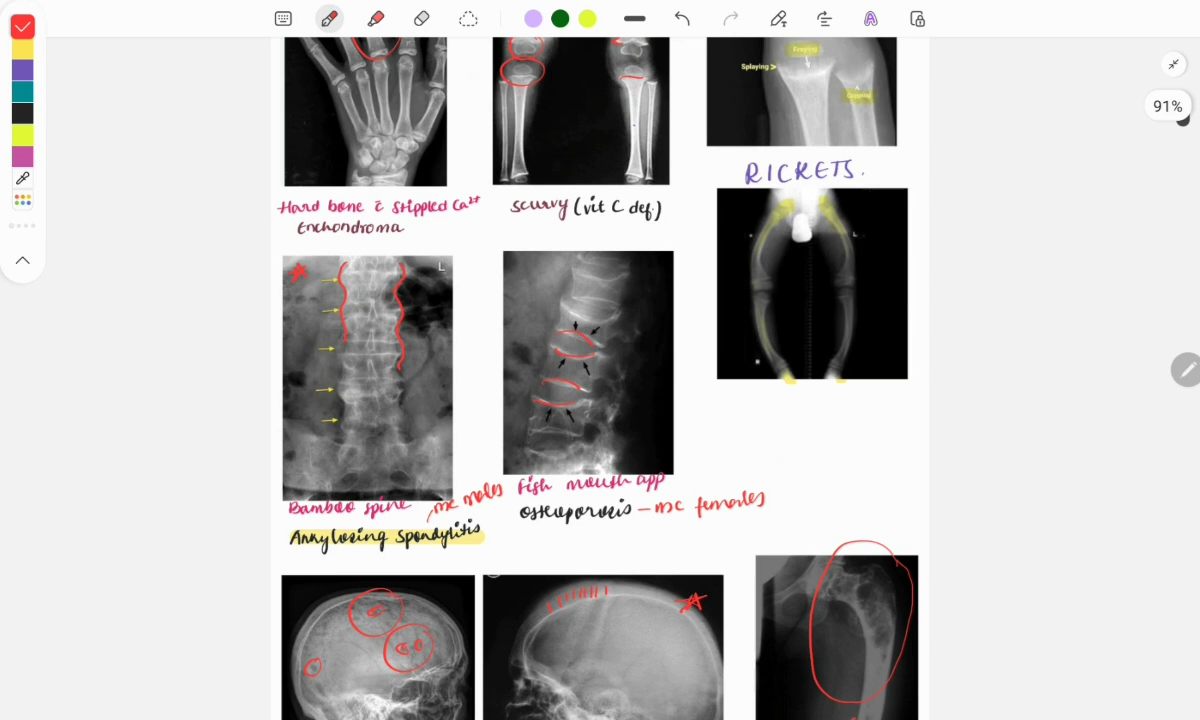 91%
Fraying
Splaying >
Cupping
RICKETS.
Hard bone c̄ stippled Ca²⁺
Enchondroma
scurvy (vit C def.)
L
L
Bamboo spine
Ankylosing Spondylitis
mc males
Fish mouth app
osteoporosis – mc females